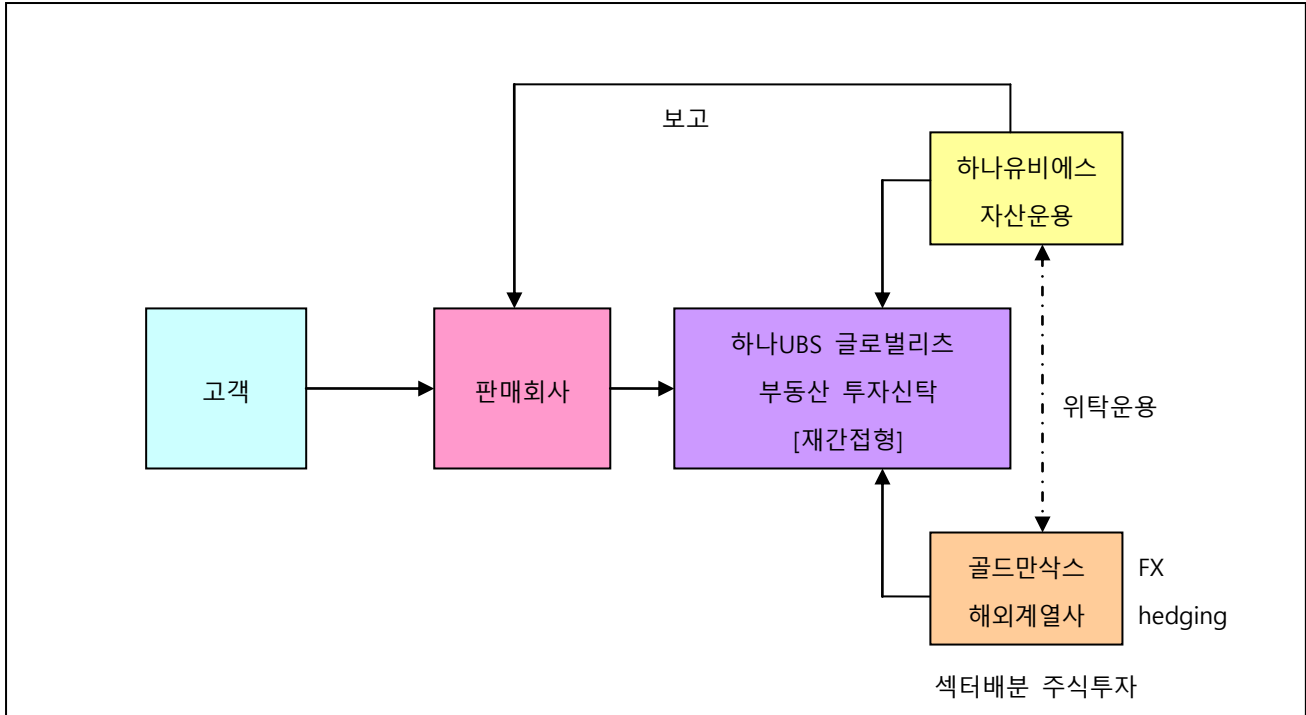 보고
하나유비에스
자산운용
고객
판매회사
하나UBS 글로벌리츠
부동산 투자신탁
[재간접형]
위탁운용
골드만삭스
해외계열사
FX
hedging
섹터배분 주식투자